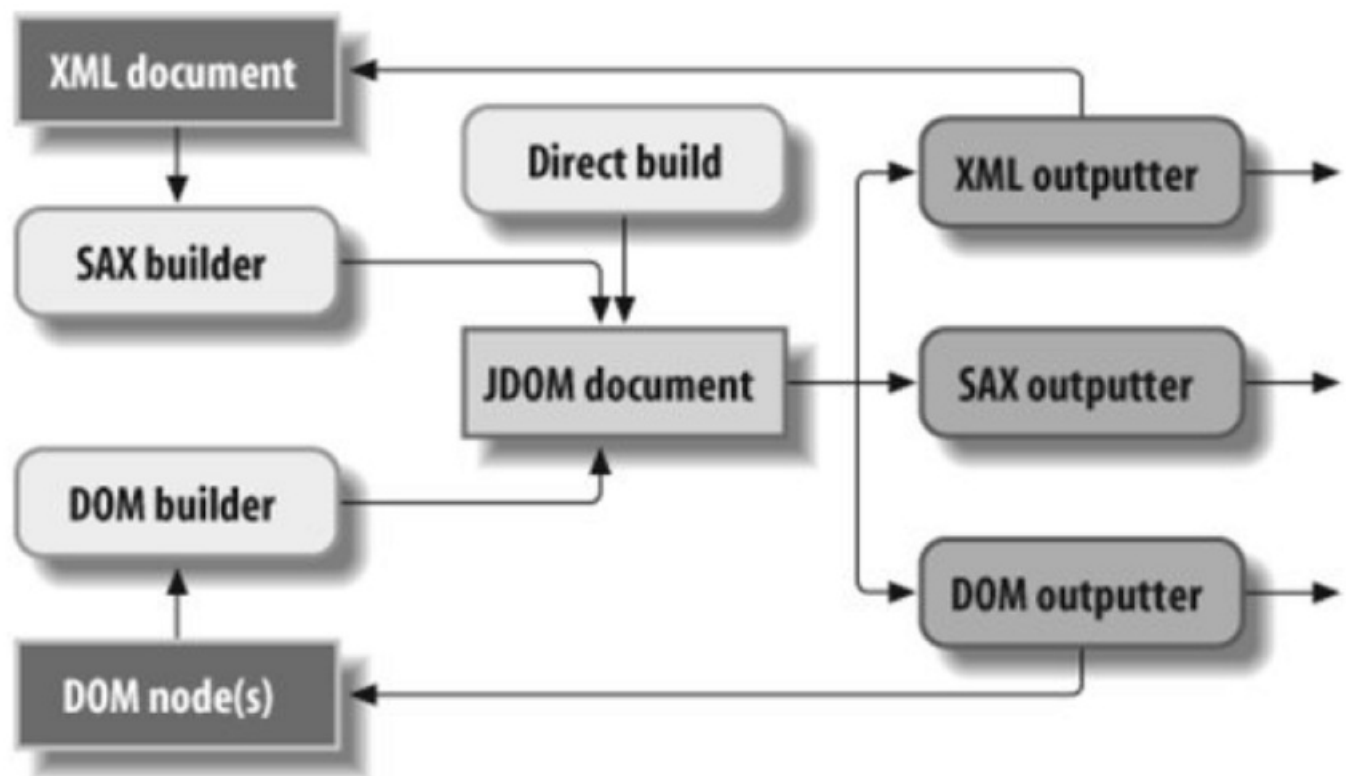 XML document
Direct build
XML outputter
SAX builder
JDOM document
SAX outputter
DOM builder
DOM outputter
DOM node(s)